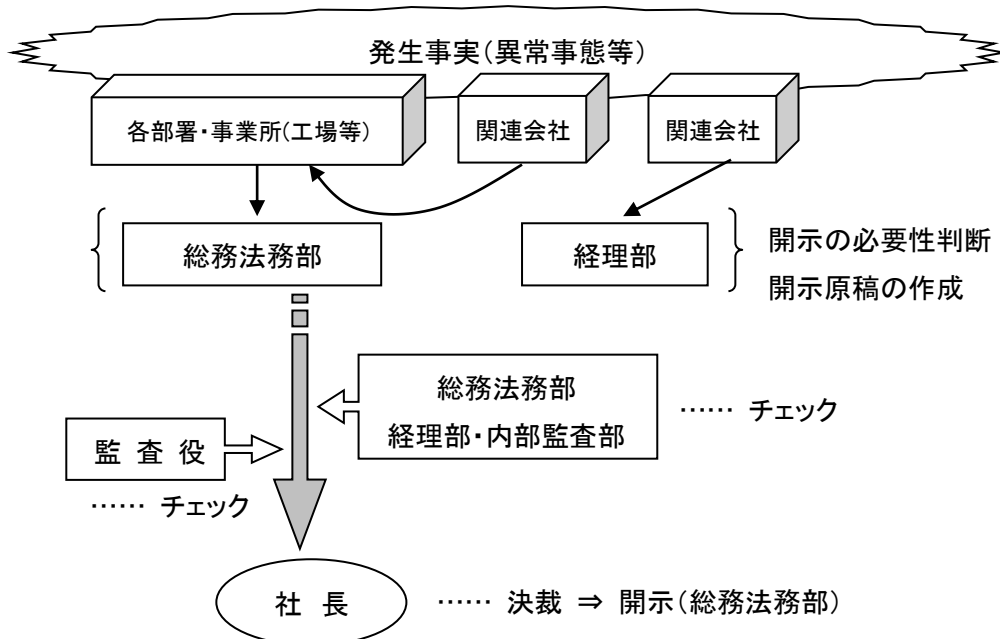 発生事実(異常事態等)
各部署・事業所(工場等)
関連会社
関連会社
総務法務部
経理部
開示の必要性判断
開示原稿の作成
総務法務部
経理部・内部監査部
…… チェック
監 査 役
…… チェック
社 長
…… 決裁 ⇒ 開示(総務法務部)